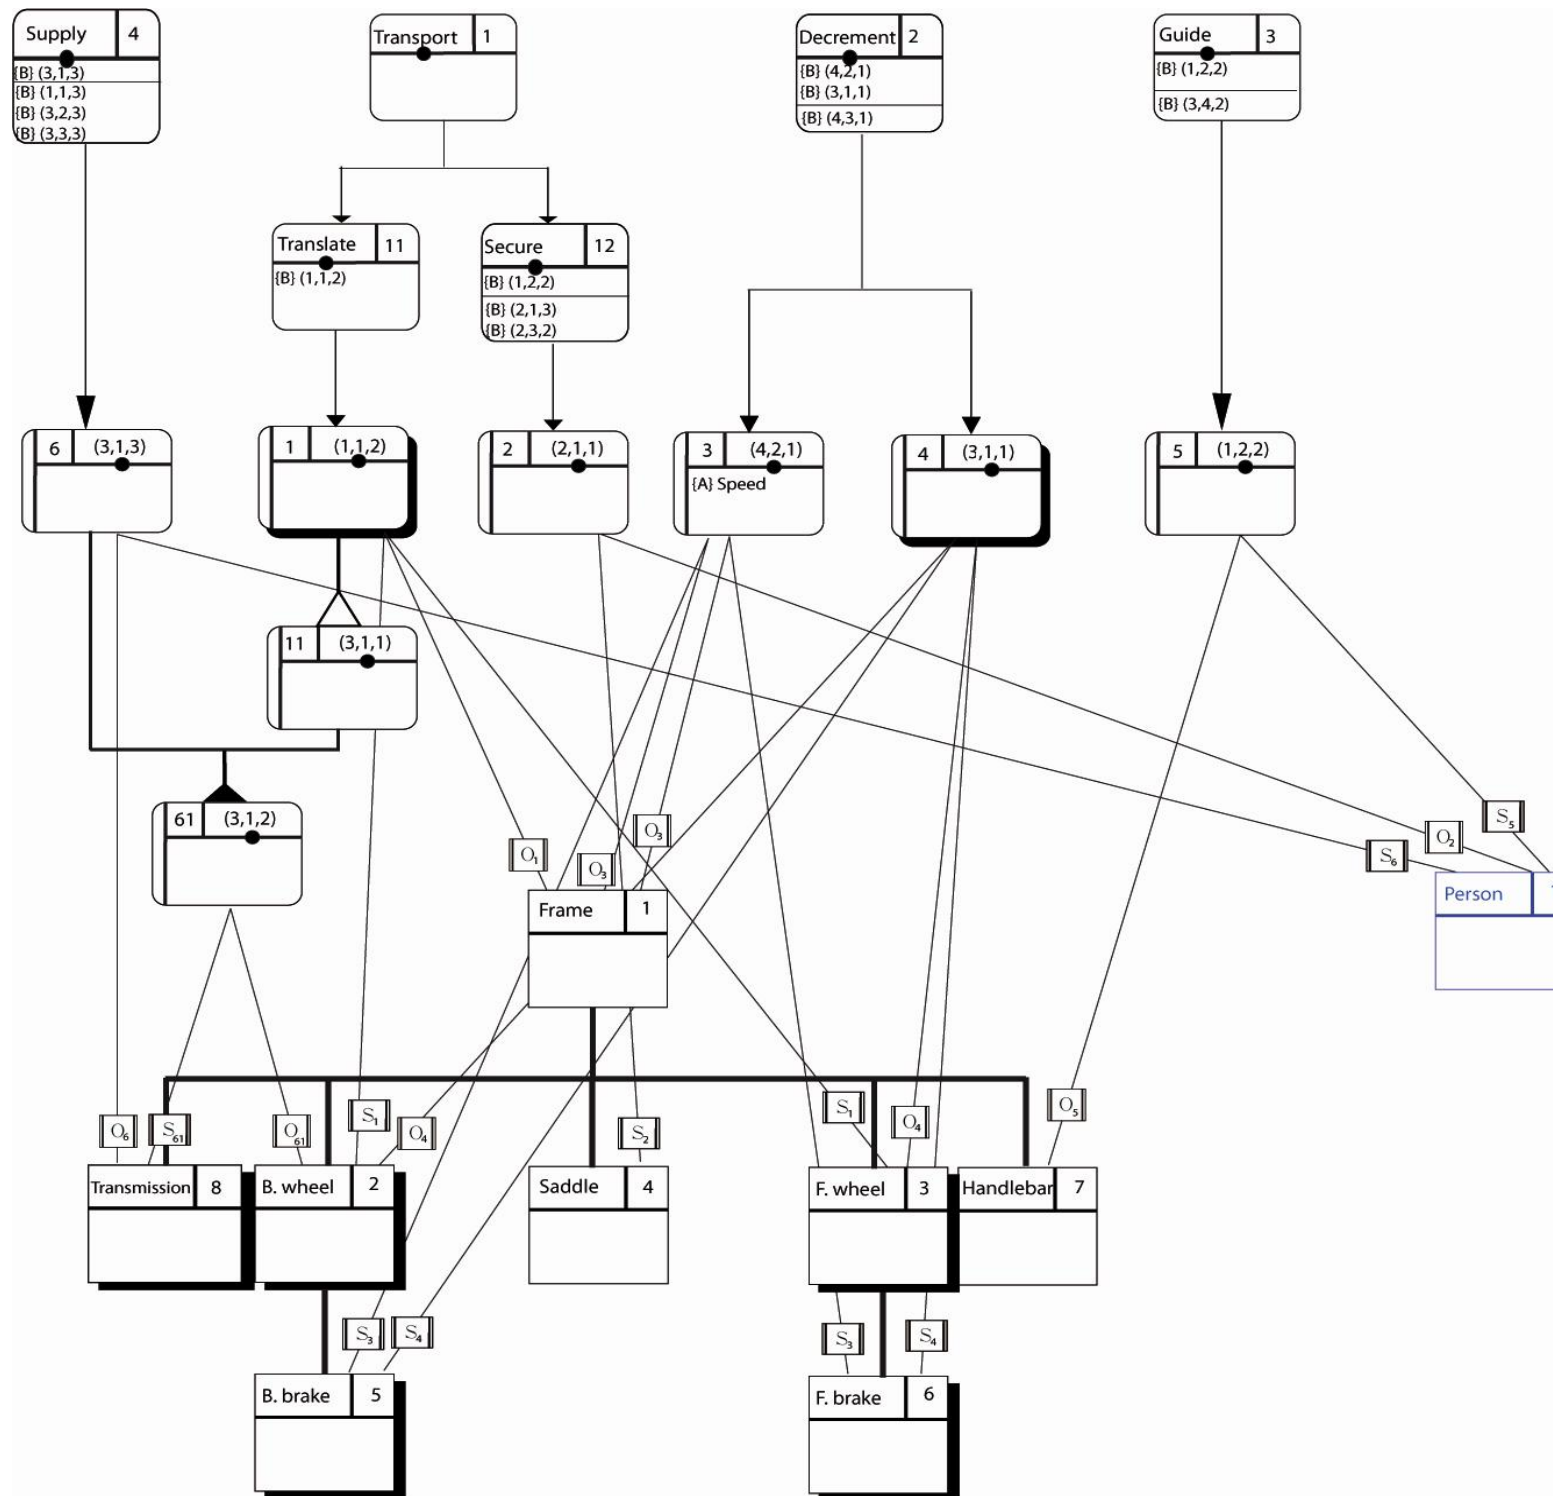 Supply 4
{B} (3,1,3)
{B} (1,1,3)
{B} (3,2,3)
{B} (3,3,3)
Transport 1
Decrement 2
{B} (4,2,1)
{B} (3,1,1)
{B} (4,3,1)
Guide 3
{B} (1,2,2)
{B} (3,4,2)
Translate 11
{B} (1,1,2)
Secure 12
{B} (1,2,2)
{B} (2,1,3)
{B} (2,3,2)
6 (3,1,3)
1 (1,1,2)
2 (2,1,1)
3 (4,2,1)
{A} Speed
4 (3,1,1)
5 (1,2,2)
11 (3,1,1)
61 (3,1,2)
O₁
O₃
O₃
S₆
O₂
S₅
Frame 1
Person
O₆
S₆₁
O₆₁
S₁
O₄
S₂
S₁
O₄
O₅
Transmission 8
B. wheel 2
Saddle 4
F. wheel 3
Handlebar 7
S₃
S₄
S₃
S₄
B. brake 5
F. brake 6